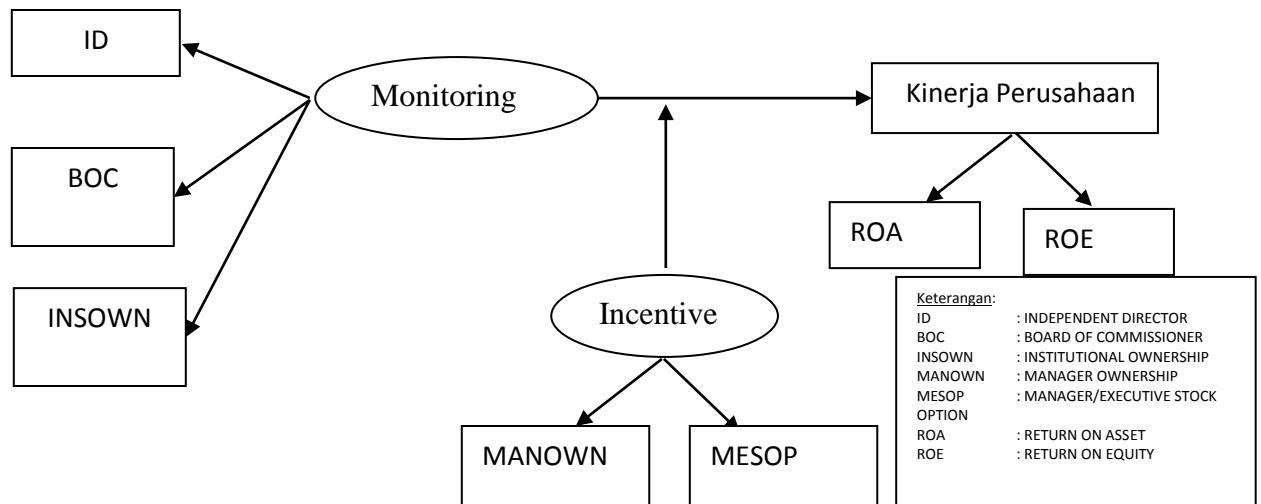 ID
Monitoring
Kinerja Perusahaan
BOC
ROA
ROE
INSOWN
Incentive
MANOWN
MESOP
Keterangan:
ID : INDEPENDENT DIRECTOR
BOC : BOARD OF COMMISSIONER
INSOWN : INSTITUTIONAL OWNERSHIP
MANOWN : MANAGER OWNERSHIP
MESOP : MANAGER/EXECUTIVE STOCK
OPTION
ROA : RETURN ON ASSET
ROE : RETURN ON EQUITY